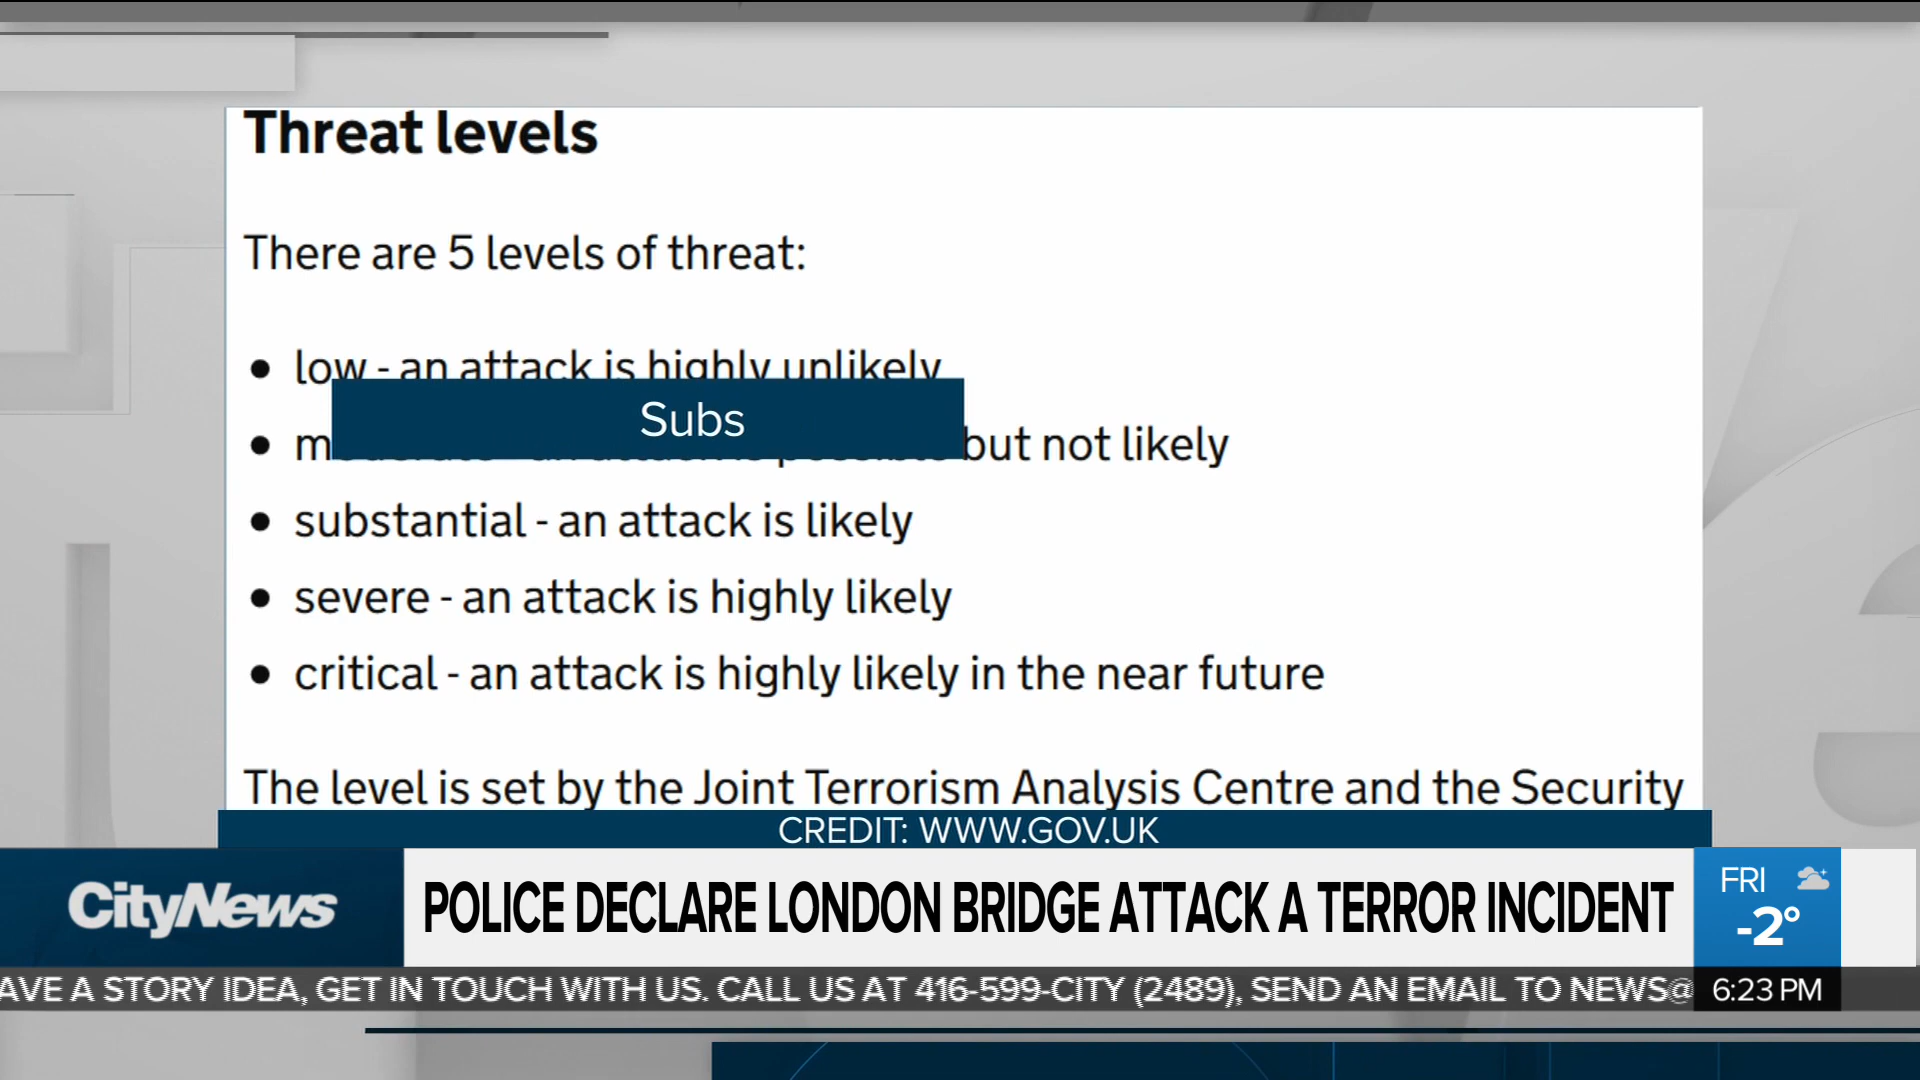 Threat levels
There are 5 levels of threat:
low - an attack is highly unlikely
Subs
but not likely
substantial - an attack is likely
severe - an attack is highly likely
critical - an attack is highly likely in the near future
The level is set by the Joint Terrorism Analysis Centre and the Security
CREDIT: WWW.GOV.UK
CityNews
POLICE DECLARE LONDON BRIDGE ATTACK A TERROR INCIDENT
FRI
-2°
AVE A STORY IDEA, GET IN TOUCH WITH US. CALL US AT 416-599-CITY (2489), SEND AN EMAIL TO NEWS@
6:23 PM